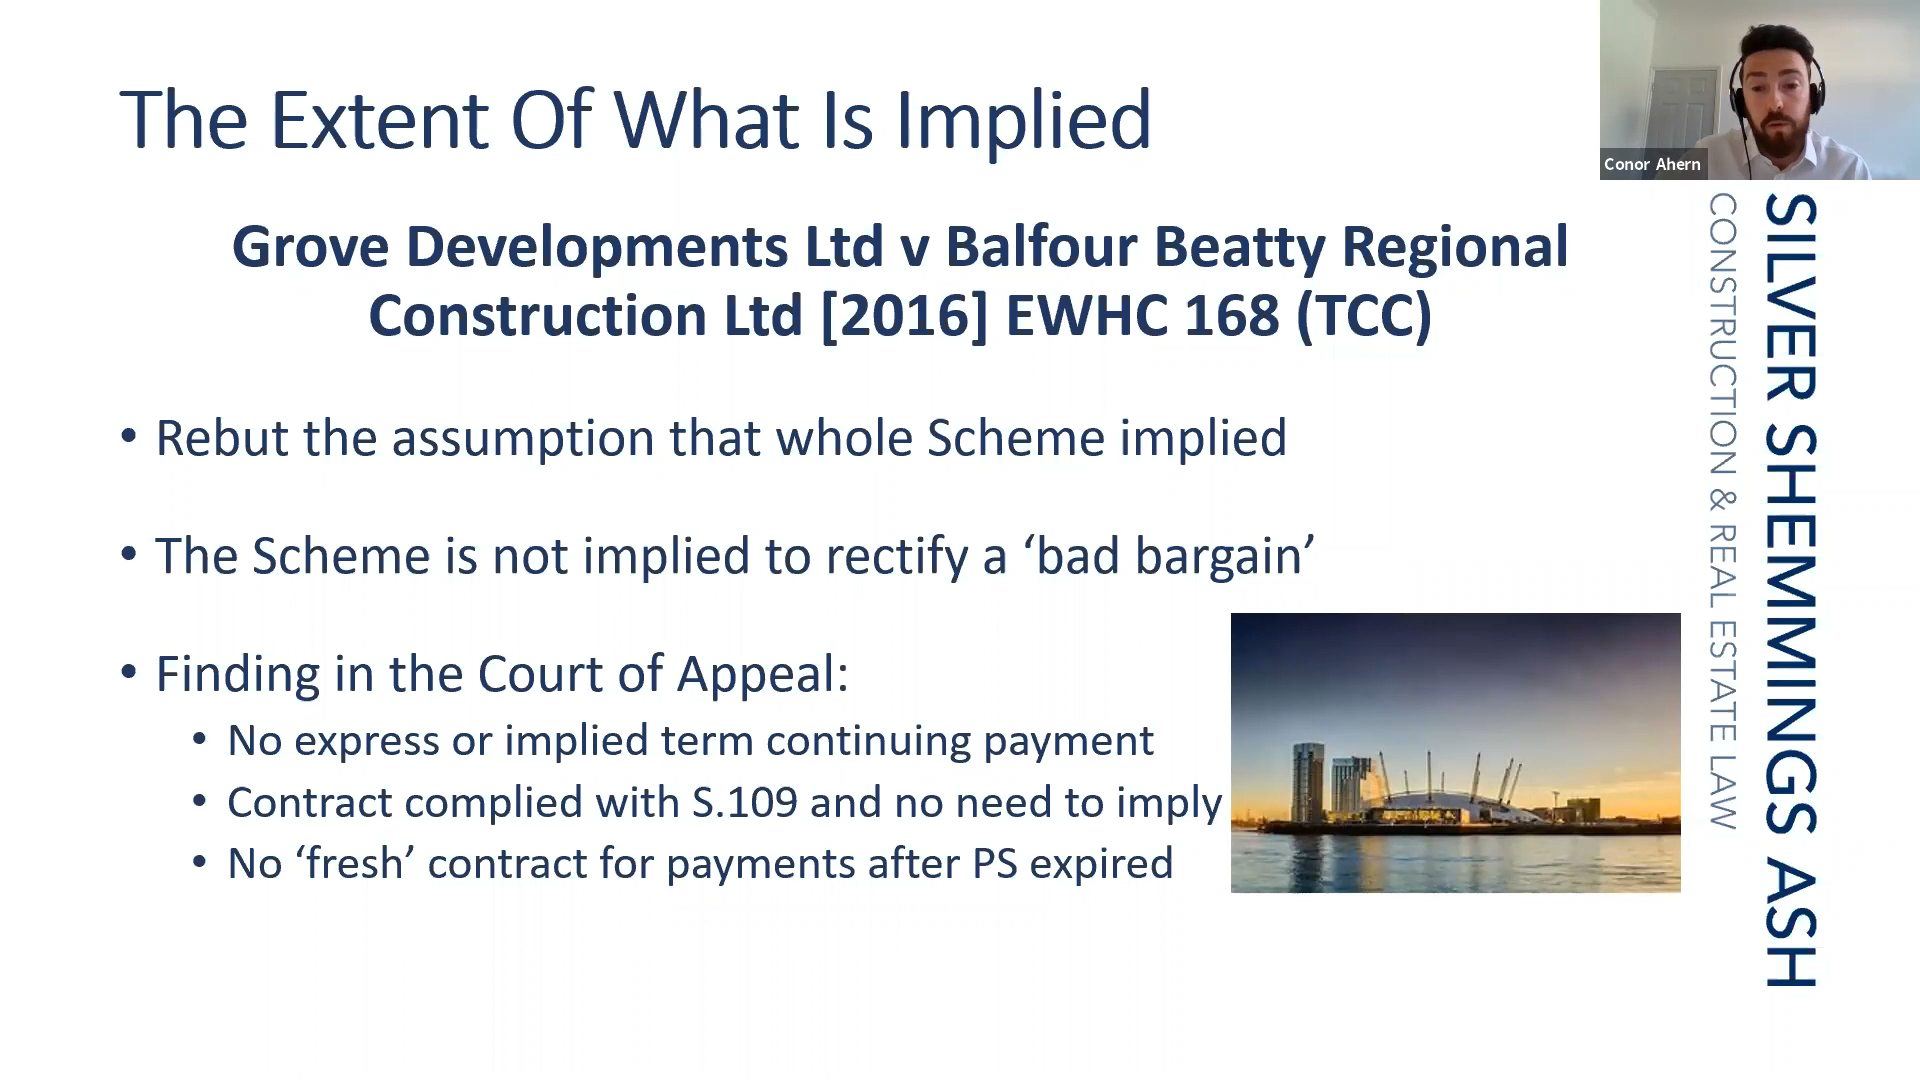 The Extent Of What Is Implied
Conor Ahern
Grove Developments Ltd v Balfour Beatty Regional
Construction Ltd [2016] EWHC 168 (TCC)
• Rebut the assumption that whole Scheme implied
• The Scheme is not implied to rectify a ‘bad bargain’
• Finding in the Court of Appeal:
• No express or implied term continuing payment
• Contract complied with S.109 and no need to imply
• No ‘fresh’ contract for payments after PS expired
SILVER SHEMMINGS ASH
CONSTRUCTION & REAL ESTATE LAW